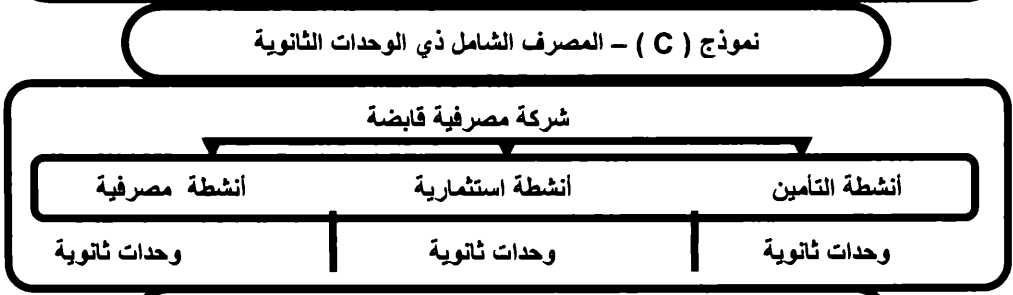 نموذج ( C ) – المصرف الشامل ذي الوحدات الثانوية
شركة مصرفية قابضة
أنشطة التأمين أنشطة استثمارية أنشطة مصرفية
وحدات ثانوية وحدات ثانوية وحدات ثانوية